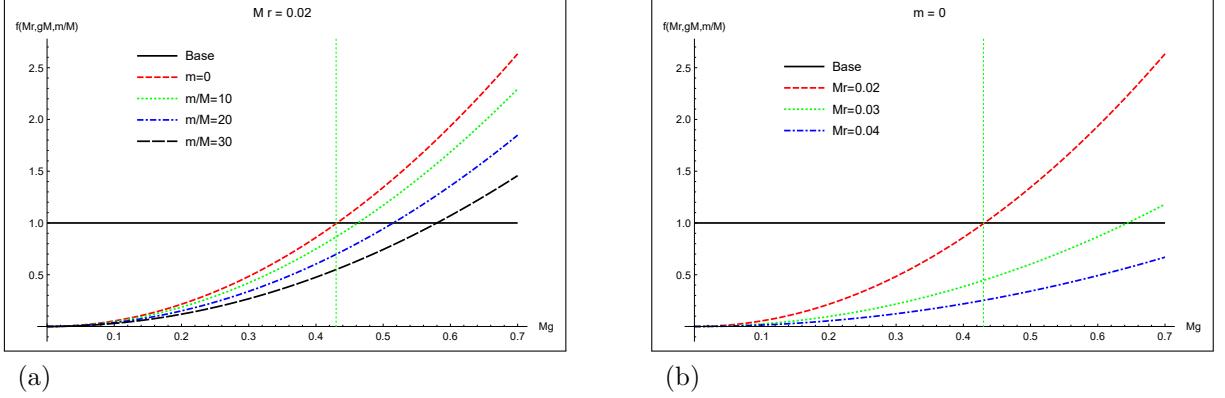 M r = 0.02
f(Mr,gM,m/M)
Base
m=0
m/M=10
m/M=20
m/M=30
2.5
2.0
1.5
1.0
0.5
0.1
0.2
0.3
0.4
0.5
0.6
0.7
Mg
(a)
m = 0
f(Mr,gM,m/M)
Base
Mr=0.02
Mr=0.03
Mr=0.04
2.5
2.0
1.5
1.0
0.5
0.1
0.2
0.3
0.4
0.5
0.6
0.7
Mg
(b)